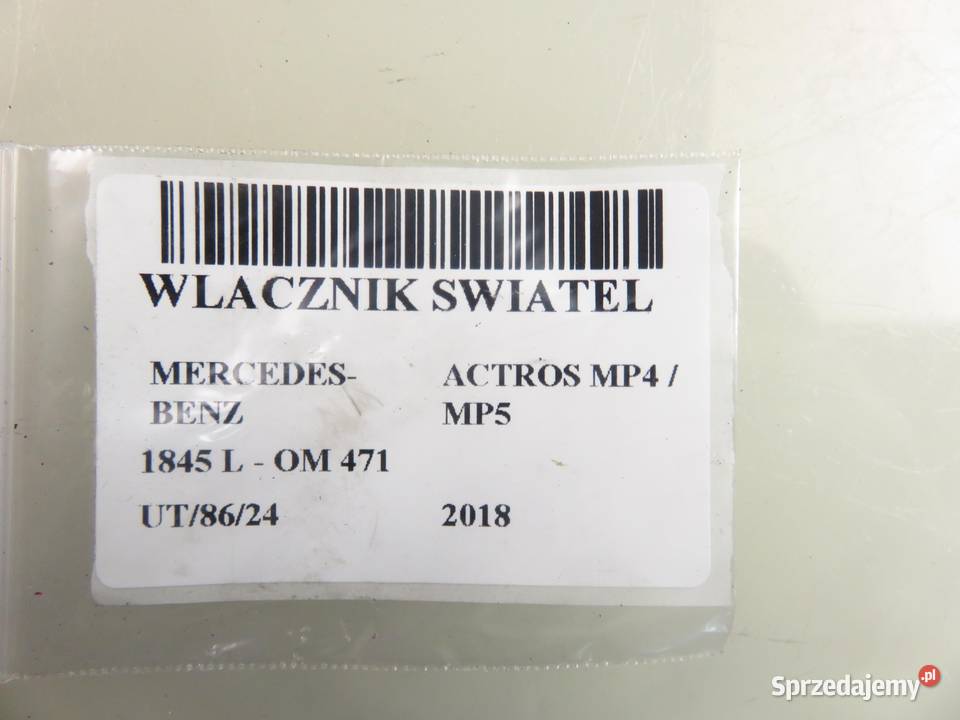 WLACZNIK SWIATEL
MERCEDES-BENZ
ACTROS MP4 / MP5
1845 L - OM 471
UT/86/24
2018
Sprzedajemy.pl